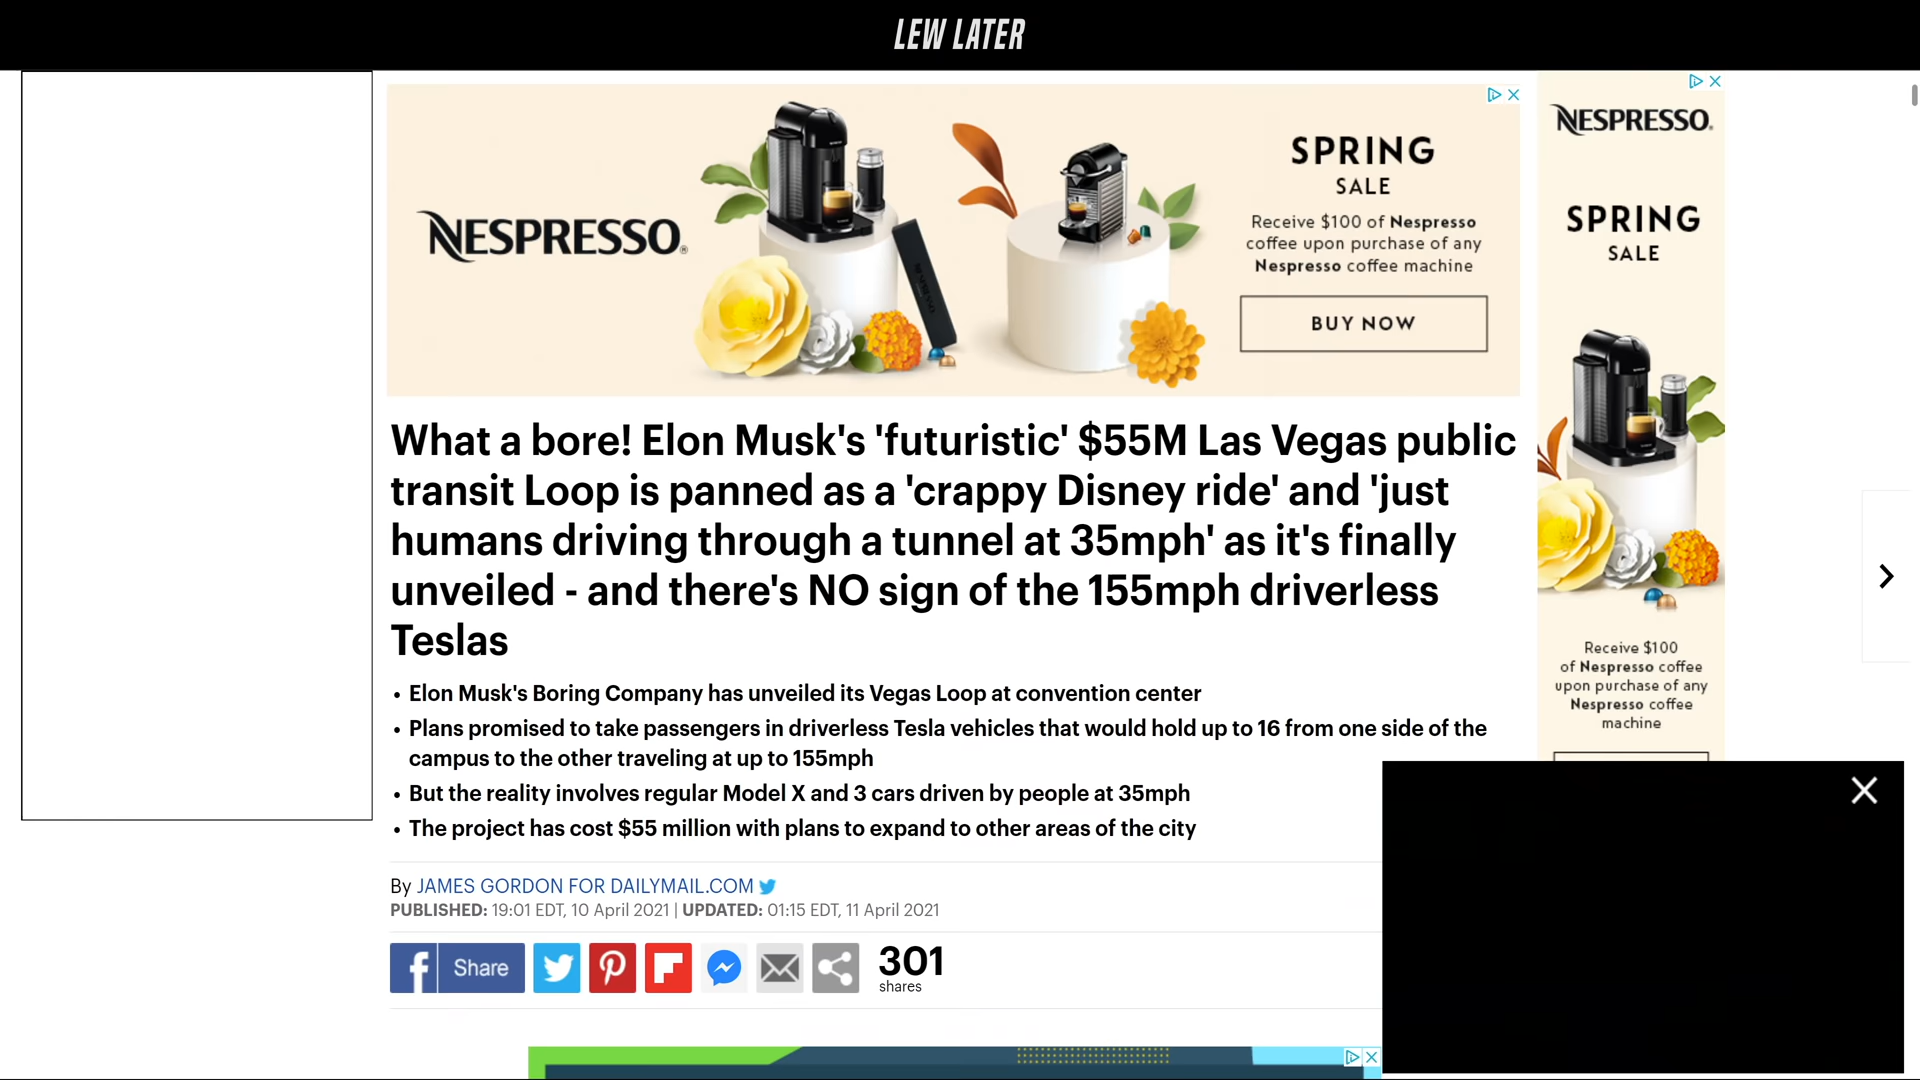 LEW LATER
NESPRESSO.
SPRING
SALE
Receive $100 of Nespresso
coffee upon purchase of any
Nespresso coffee machine
BUY NOW
NESPRESSO.
SPRING
SALE
Receive $100
of Nespresso coffee
upon purchase of any
Nespresso coffee
machine
What a bore! Elon Musk's 'futuristic' $55M Las Vegas public
transit Loop is panned as a 'crappy Disney ride' and 'just
humans driving through a tunnel at 35mph' as it's finally
unveiled - and there's NO sign of the 155mph driverless
Teslas
• Elon Musk's Boring Company has unveiled its Vegas Loop at convention center
• Plans promised to take passengers in driverless Tesla vehicles that would hold up to 16 from one side of the
campus to the other traveling at up to 155mph
• But the reality involves regular Model X and 3 cars driven by people at 35mph
• The project has cost $55 million with plans to expand to other areas of the city
By JAMES GORDON FOR DAILYMAIL.COM
PUBLISHED: 19:01 EDT, 10 April 2021 | UPDATED: 01:15 EDT, 11 April 2021
Share
301
shares